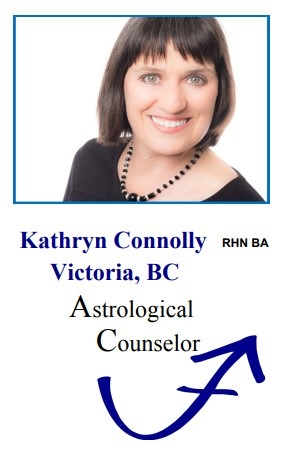 Kathryn Connolly RHN BA
Victoria, BC
Astrological
Counselor